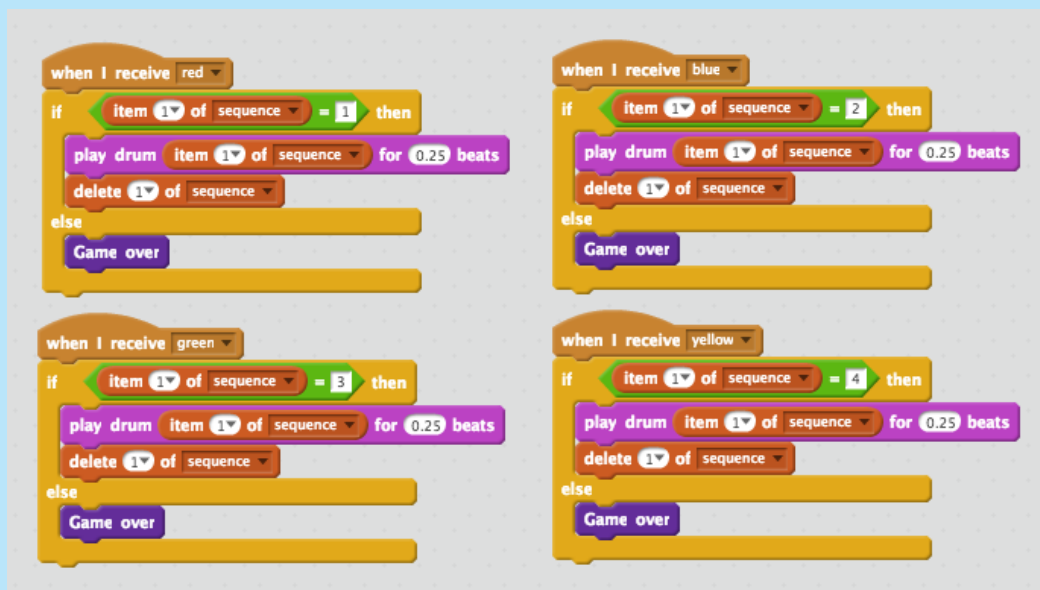 when I receive red
if item 1 of sequence = 1 then
play drum item 1 of sequence for 0.25 beats
delete 1 of sequence
else
Game over
when I receive blue
if item 1 of sequence = 2 then
play drum item 1 of sequence for 0.25 beats
delete 1 of sequence
else
Game over
when I receive green
if item 1 of sequence = 3 then
play drum item 1 of sequence for 0.25 beats
delete 1 of sequence
else
Game over
when I receive yellow
if item 1 of sequence = 4 then
play drum item 1 of sequence for 0.25 beats
delete 1 of sequence
else
Game over